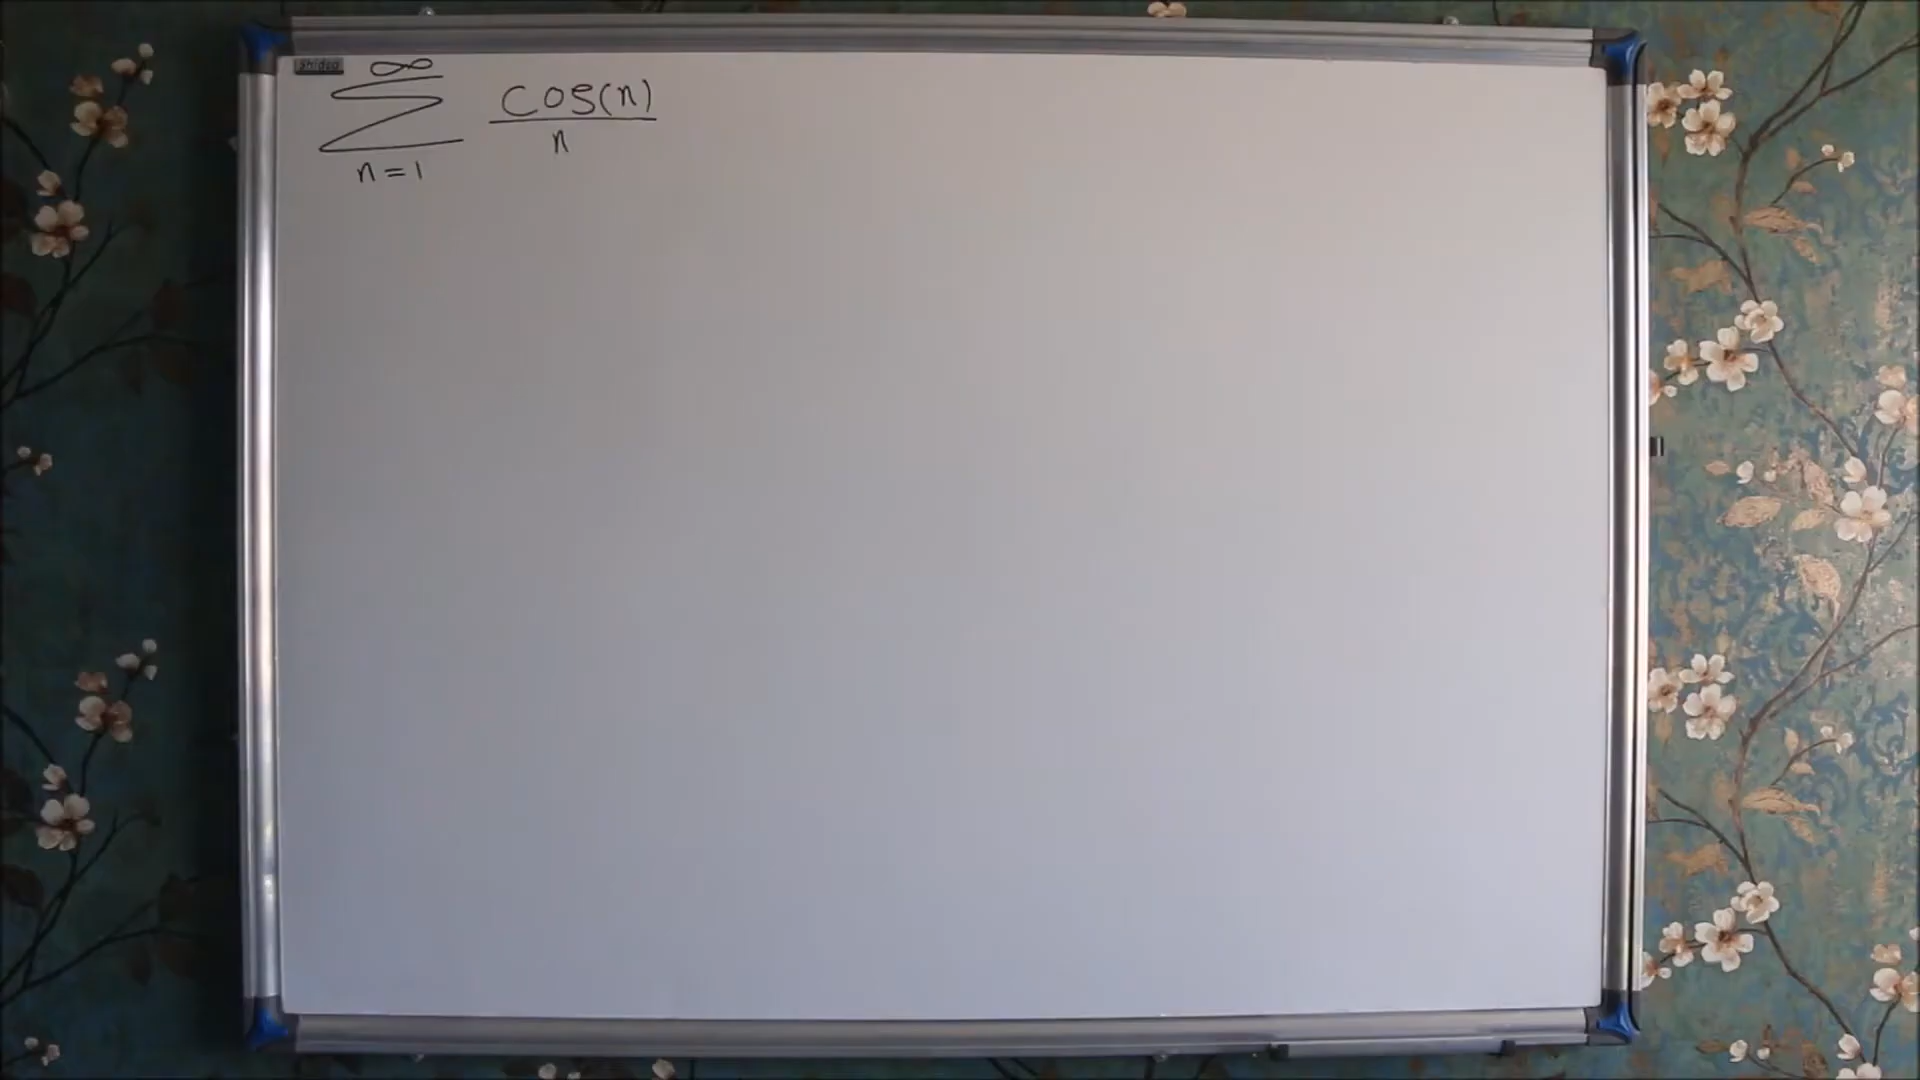 ∞
∑ cos(n)
n
n=1